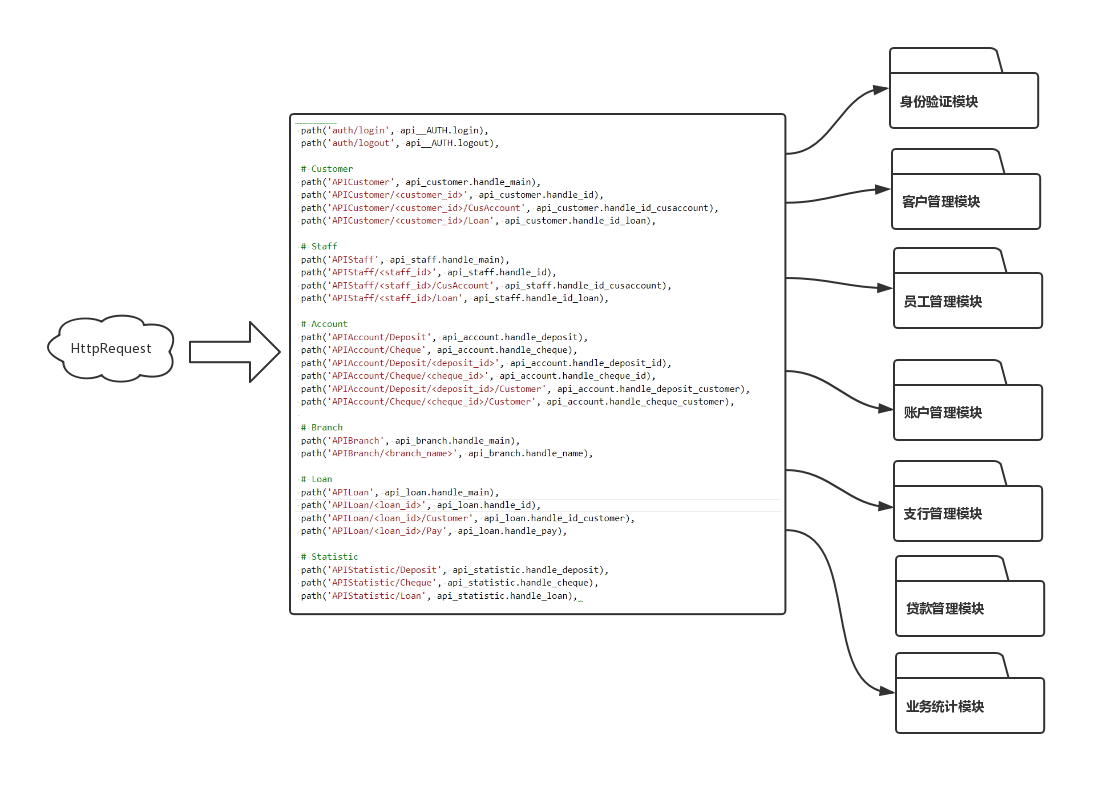 HttpRequest
path('auth/login', api__AUTH.login),
path('auth/logout', api__AUTH.logout),
# Customer
path('APICustomer', api_customer.handle_main),
path('APICustomer/<customer_id>', api_customer.handle_id),
path('APICustomer/<customer_id>/CusAccount', api_customer.handle_id_cusaccount),
path('APICustomer/<customer_id>/Loan', api_customer.handle_id_loan),
# Staff
path('APIStaff', api_staff.handle_main),
path('APIStaff/<staff_id>', api_staff.handle_id),
path('APIStaff/<staff_id>/CusAccount', api_staff.handle_id_cusaccount),
path('APIStaff/<staff_id>/Loan', api_staff.handle_id_loan),
# Account
path('APIAccount/Deposit', api_account.handle_deposit),
path('APIAccount/Cheque', api_account.handle_cheque),
path('APIAccount/Deposit/<deposit_id>', api_account.handle_deposit_id),
path('APIAccount/Cheque/<cheque_id>', api_account.handle_cheque_id),
path('APIAccount/Deposit/<deposit_id>/Customer', api_account.handle_deposit_customer),
path('APIAccount/Cheque/<cheque_id>/Customer', api_account.handle_cheque_customer),
# Branch
path('APIBranch', api_branch.handle_main),
path('APIBranch/<branch_name>', api_branch.handle_name),
# Loan
path('APILoan', api_loan.handle_main),
path('APILoan/<loan_id>', api_loan.handle_id),
path('APILoan/<loan_id>/Customer', api_loan.handle_id_customer),
path('APILoan/<loan_id>/Pay', api_loan.handle_pay),
# Statistic
path('APIStatistic/Deposit', api_statistic.handle_deposit),
path('APIStatistic/Cheque', api_statistic.handle_cheque),
path('APIStatistic/Loan', api_statistic.handle_loan),
身份验证模块
客户管理模块
员工管理模块
账户管理模块
支行管理模块
贷款管理模块
业务统计模块